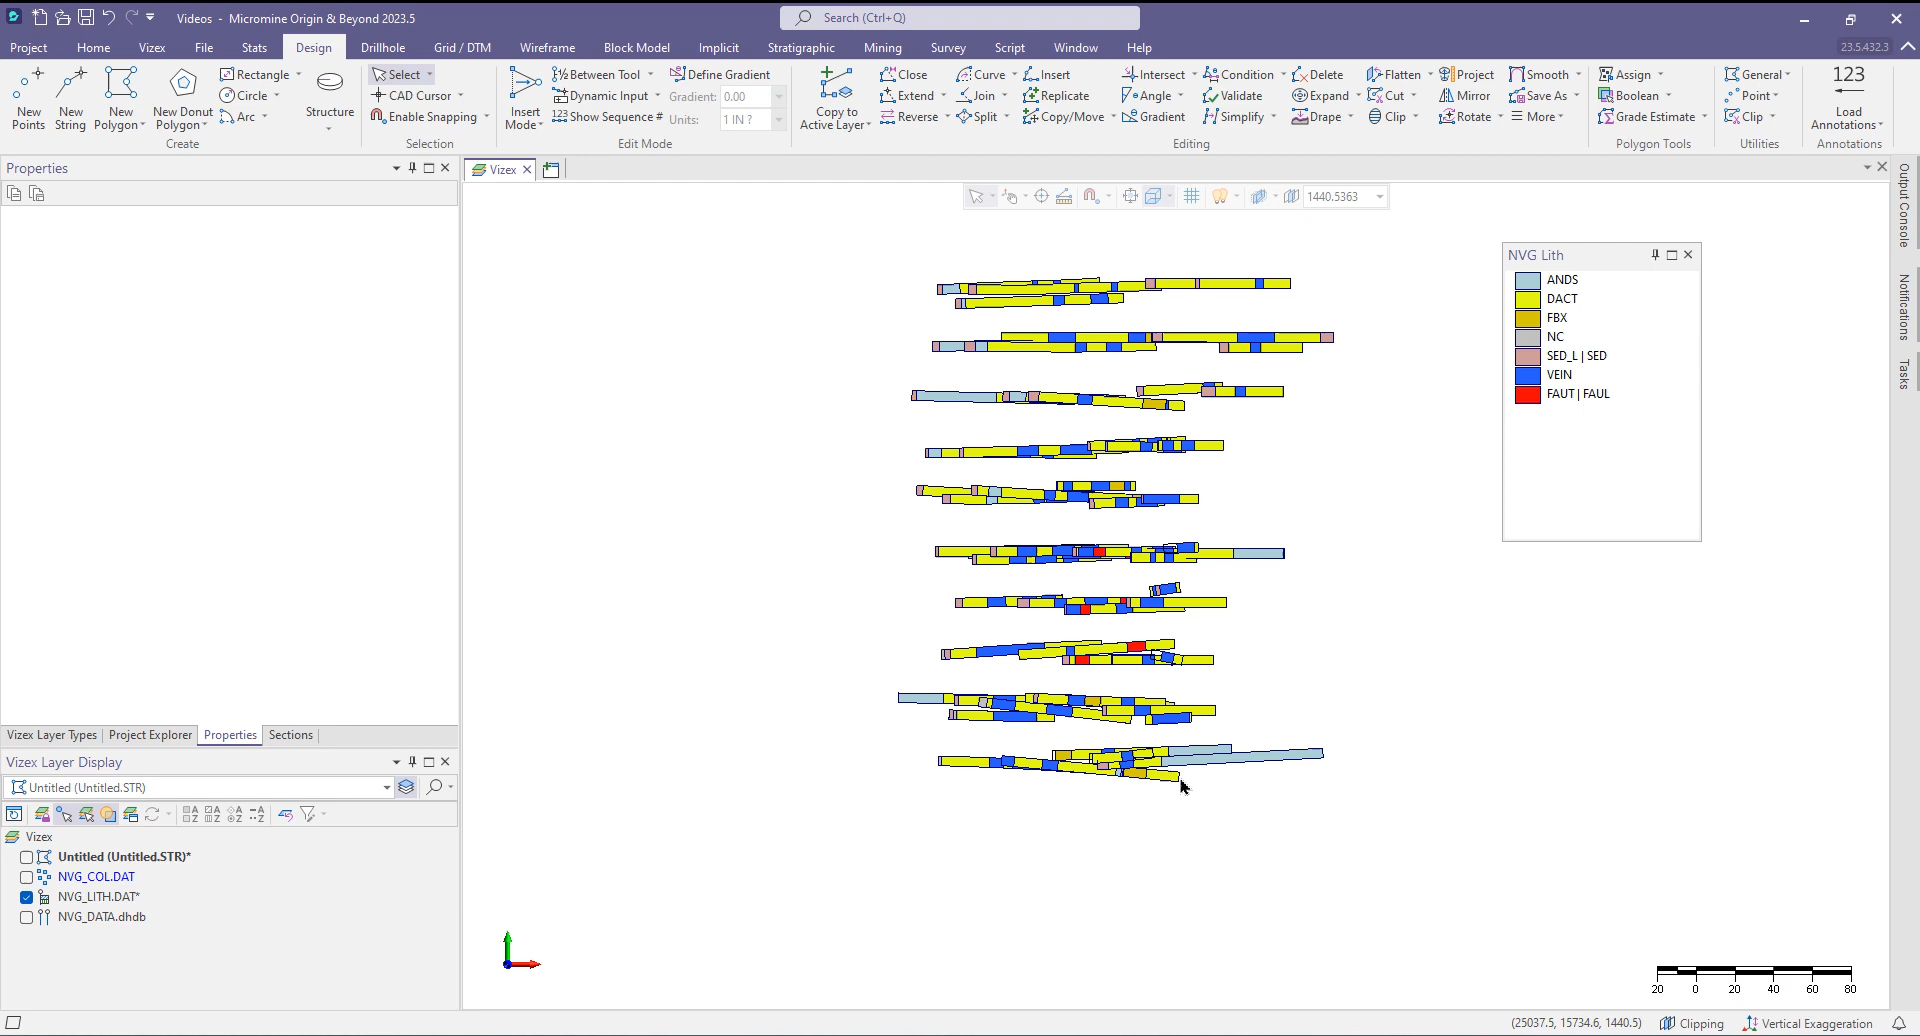 Videos - Micromine Origin & Beyond 2023.5
Search (Ctrl+Q)
Project Home Vizex File Stats Design Drillhole Grid / DTM Wireframe Block Model Implicit Stratigraphic Mining Survey Script Window Help 23.5.432.3
New Points
New String
New Polygon
New Donut Polygon
Rectangle
Circle
Arc
Structure
Create
Select
CAD Cursor
Enable Snapping
Selection
Insert Mode
Between Tool
Dynamic Input
123 Show Sequence #
Define Gradient
Gradient: 0.00
Units: 1 IN ?
Edit Mode
Copy to Active Layer
Close
Extend
Reverse
Curve
Join
Split
Insert
Replicate
Copy/Move
Intersect
Angle
Gradient
Condition
Validate
Simplify
Delete
Expand
Drape
Flatten
Cut
Clip
Project
Mirror
Rotate
Smooth
Save As
More
Editing
Assign
Boolean
Grade Estimate
Polygon Tools
General
Point
Clip
Utilities
123
Load Annotations
Annotations
Properties
Vizex
1440.5363
Output Console
Notifications
Tasks
NVG Lith
ANDS
DACT
FBX
NC
SED_L | SED
VEIN
FAUT | FAUL
Vizex Layer Types Project Explorer Properties Sections
Vizex Layer Display
Untitled (Untitled.STR)
Vizex
Untitled (Untitled.STR)*
NVG_COL.DAT
NVG_LITH.DAT*
NVG_DATA.dhdb
20 0 20 40 60 80
(25037.5, 15734.6, 1440.5) Clipping Vertical Exaggeration